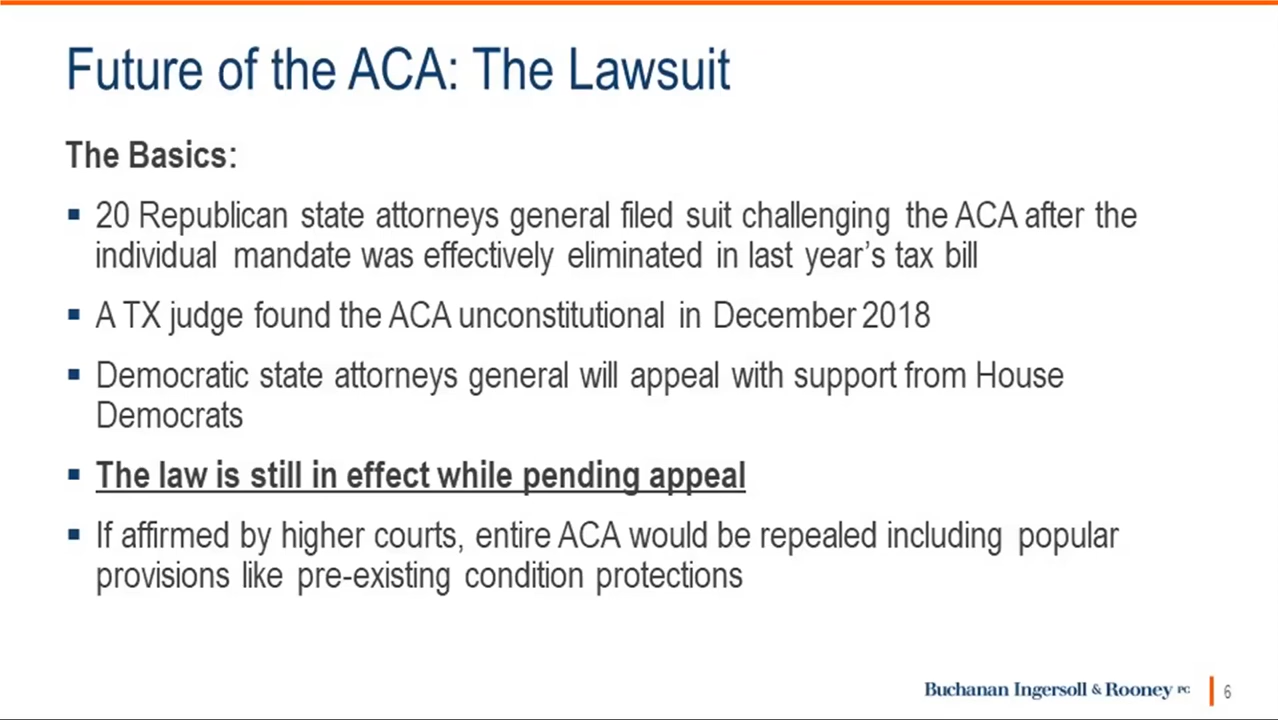 Future of the ACA: The Lawsuit
The Basics:
▪ 20 Republican state attorneys general filed suit challenging the ACA after the
individual mandate was effectively eliminated in last year’s tax bill
▪ A TX judge found the ACA unconstitutional in December 2018
▪ Democratic state attorneys general will appeal with support from House
Democrats
▪ The law is still in effect while pending appeal
▪ If affirmed by higher courts, entire ACA would be repealed including popular
provisions like pre-existing condition protections
Buchanan Ingersoll & Rooney PC
6